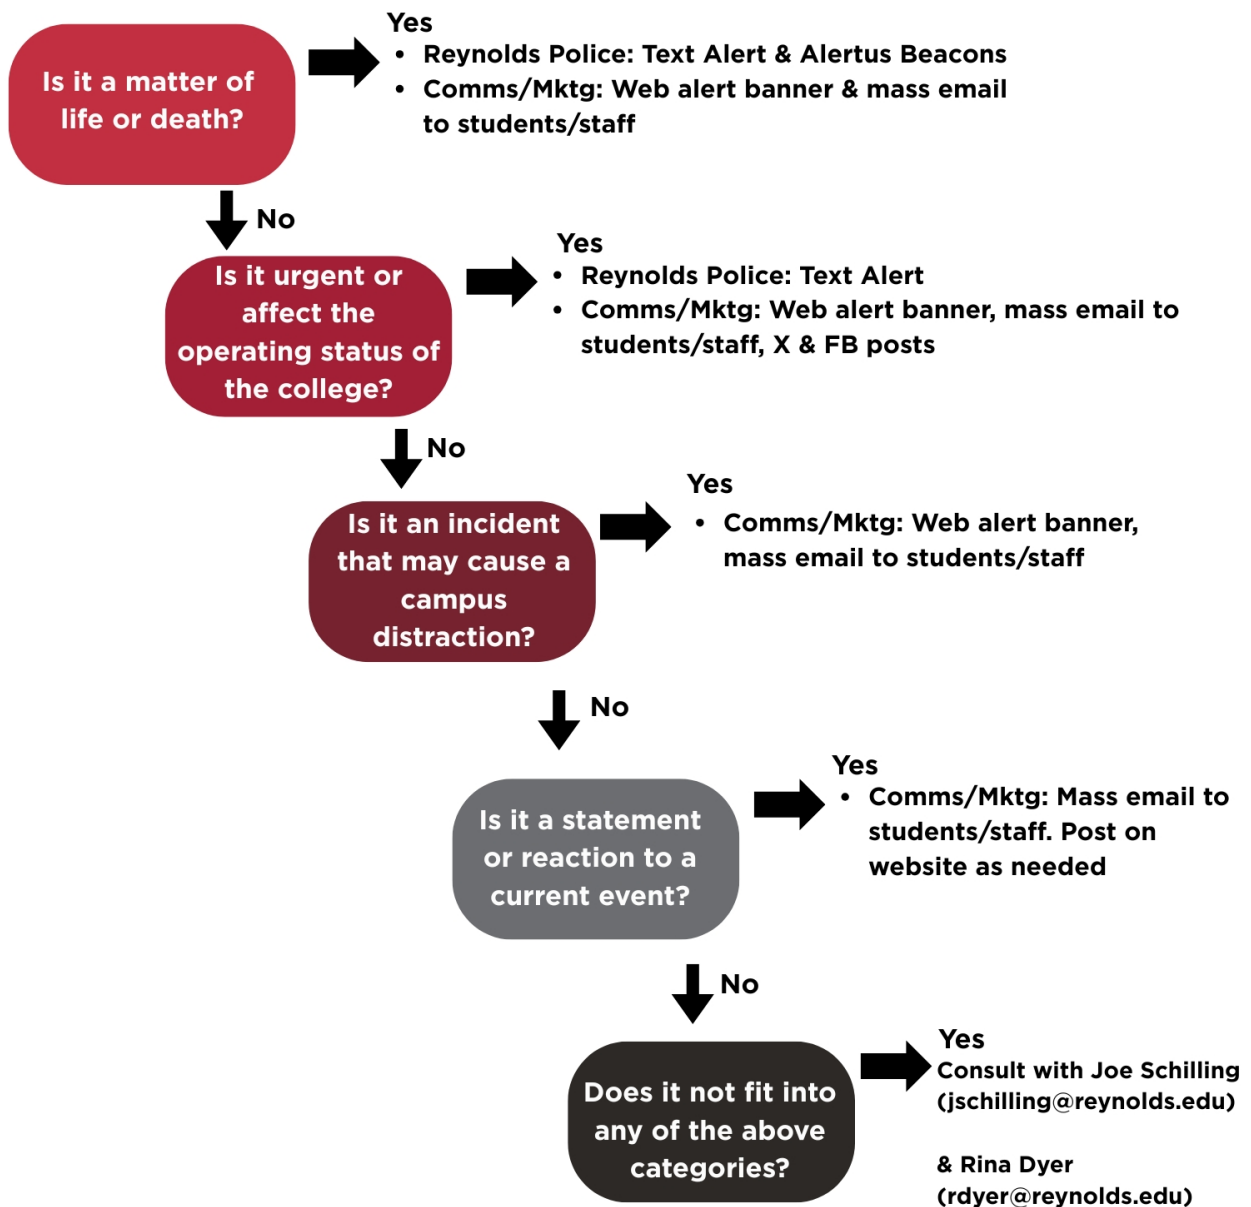 Is it a matter of
life or death?
Yes
• Reynolds Police: Text Alert & Alertus Beacons
• Comms/Mktg: Web alert banner & mass email
to students/staff
No
Is it urgent or
affect the
operating status of
the college?
Yes
• Reynolds Police: Text Alert
• Comms/Mktg: Web alert banner, mass email to
students/staff, X & FB posts
No
Is it an incident
that may cause a
campus
distraction?
Yes
• Comms/Mktg: Web alert banner,
mass email to students/staff
No
Is it a statement
or reaction to a
current event?
Yes
• Comms/Mktg: Mass email to
students/staff. Post on
website as needed
No
Does it not fit into
any of the above
categories?
Yes
Consult with Joe Schilling
(jschilling@reynolds.edu)
& Rina Dyer
(rdyer@reynolds.edu)